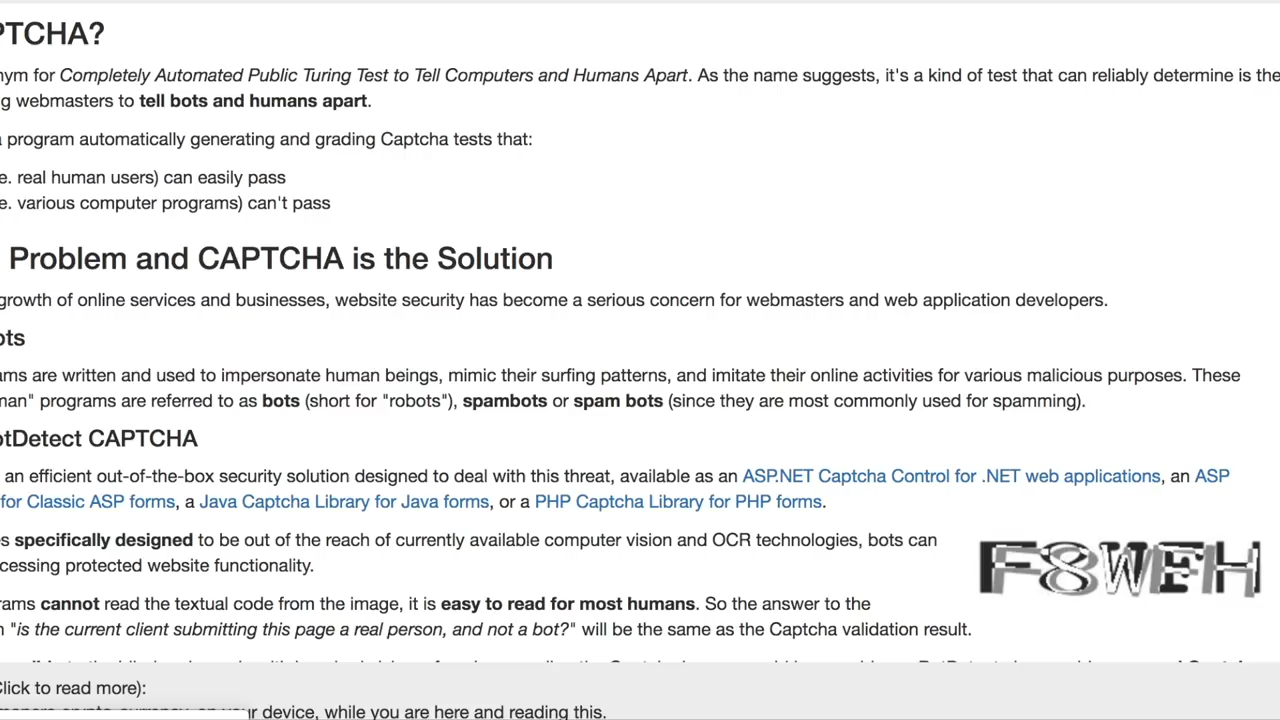 PTCHA?
nym for Completely Automated Public Turing Test to Tell Computers and Humans Apart. As the name suggests, it's a kind of test that can reliably determine is the
g webmasters to tell bots and humans apart.
program automatically generating and grading Captcha tests that:
e. real human users) can easily pass
e. various computer programs) can't pass
Problem and CAPTCHA is the Solution
growth of online services and businesses, website security has become a serious concern for webmasters and web application developers.
ots
ams are written and used to impersonate human beings, mimic their surfing patterns, and imitate their online activities for various malicious purposes. These
man" programs are referred to as bots (short for "robots"), spambots or spam bots (since they are most commonly used for spamming).
otDetect CAPTCHA
an efficient out-of-the-box security solution designed to deal with this threat, available as an ASP.NET Captcha Control for .NET web applications, an ASP
for Classic ASP forms, a Java Captcha Library for Java forms, or a PHP Captcha Library for PHP forms.
s specifically designed to be out of the reach of currently available computer vision and OCR technologies, bots can
cessing protected website functionality.
F8WFH
rams cannot read the textual code from the image, it is easy to read for most humans. So the answer to the
n "is the current client submitting this page a real person, and not a bot?" will be the same as the Captcha validation result.
Click to read more):
ur device, while you are here and reading this.